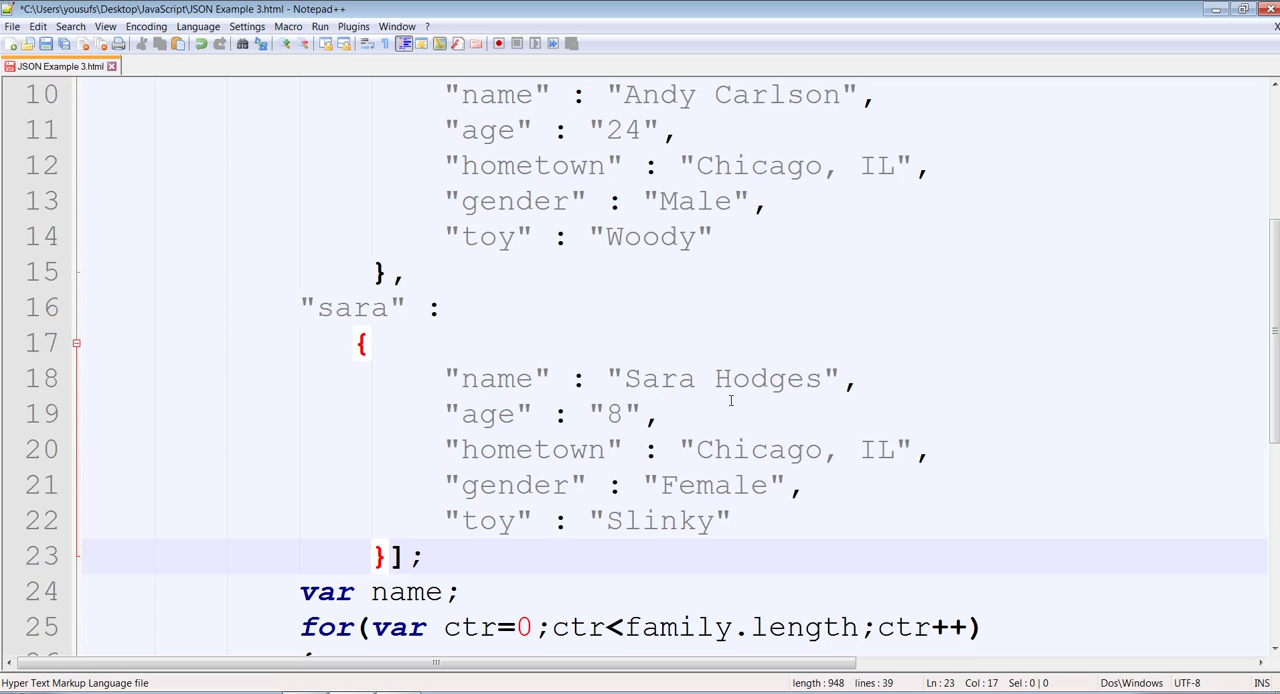 *C:\Users\yousufs\Desktop\JavaScript\JSON Example 3.html - Notepad++
File Edit Search View Encoding Language Settings Macro Run Plugins Window ? X
JSON Example 3.html
10 "name" : "Andy Carlson",
11 "age" : "24",
12 "hometown" : "Chicago, IL",
13 "gender" : "Male",
14 "toy" : "Woody"
15 },
16 "sara" :
17 {
18 "name" : "Sara Hodges",
19 "age" : "8",
20 "hometown" : "Chicago, IL",
21 "gender" : "Female",
22 "toy" : "Slinky"
23 }];
24 var name;
25 for(var ctr=0;ctr<family.length;ctr++)
Hyper Text Markup Language file length : 948 lines : 39 Ln : 23 Col : 17 Sel : 0 | 0 Dos\Windows UTF-8 INS